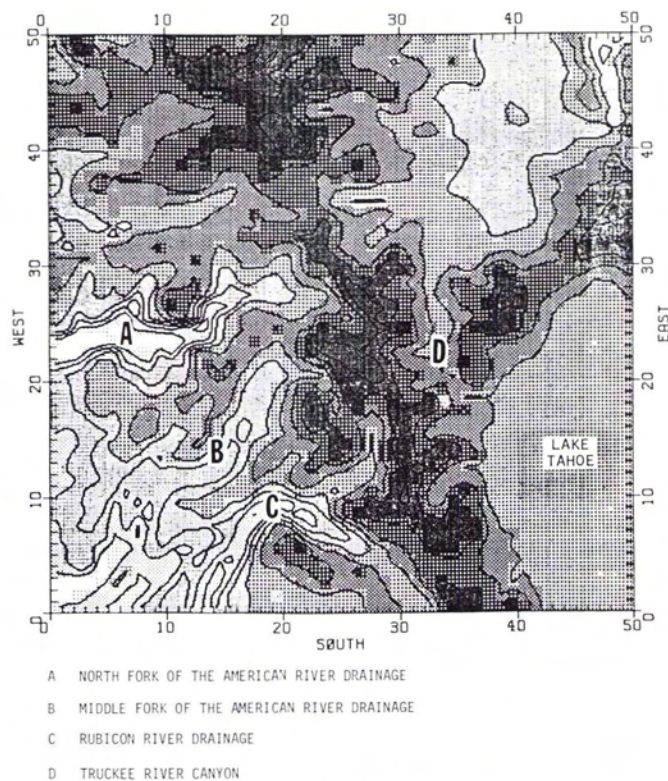 50 0 10 20 30 40 50
50
40 40
30 30
WEST EAST
A
D
20 20
B
LAKE
TAHOE
10 10
C
0 0
0 10 20 30 40 50
SØUTH
A NORTH FORK OF THE AMERICAN RIVER DRAINAGE
B MIDDLE FORK OF THE AMERICAN RIVER DRAINAGE
C RUBICON RIVER DRAINAGE
D TRUCKEE RIVER CANYON